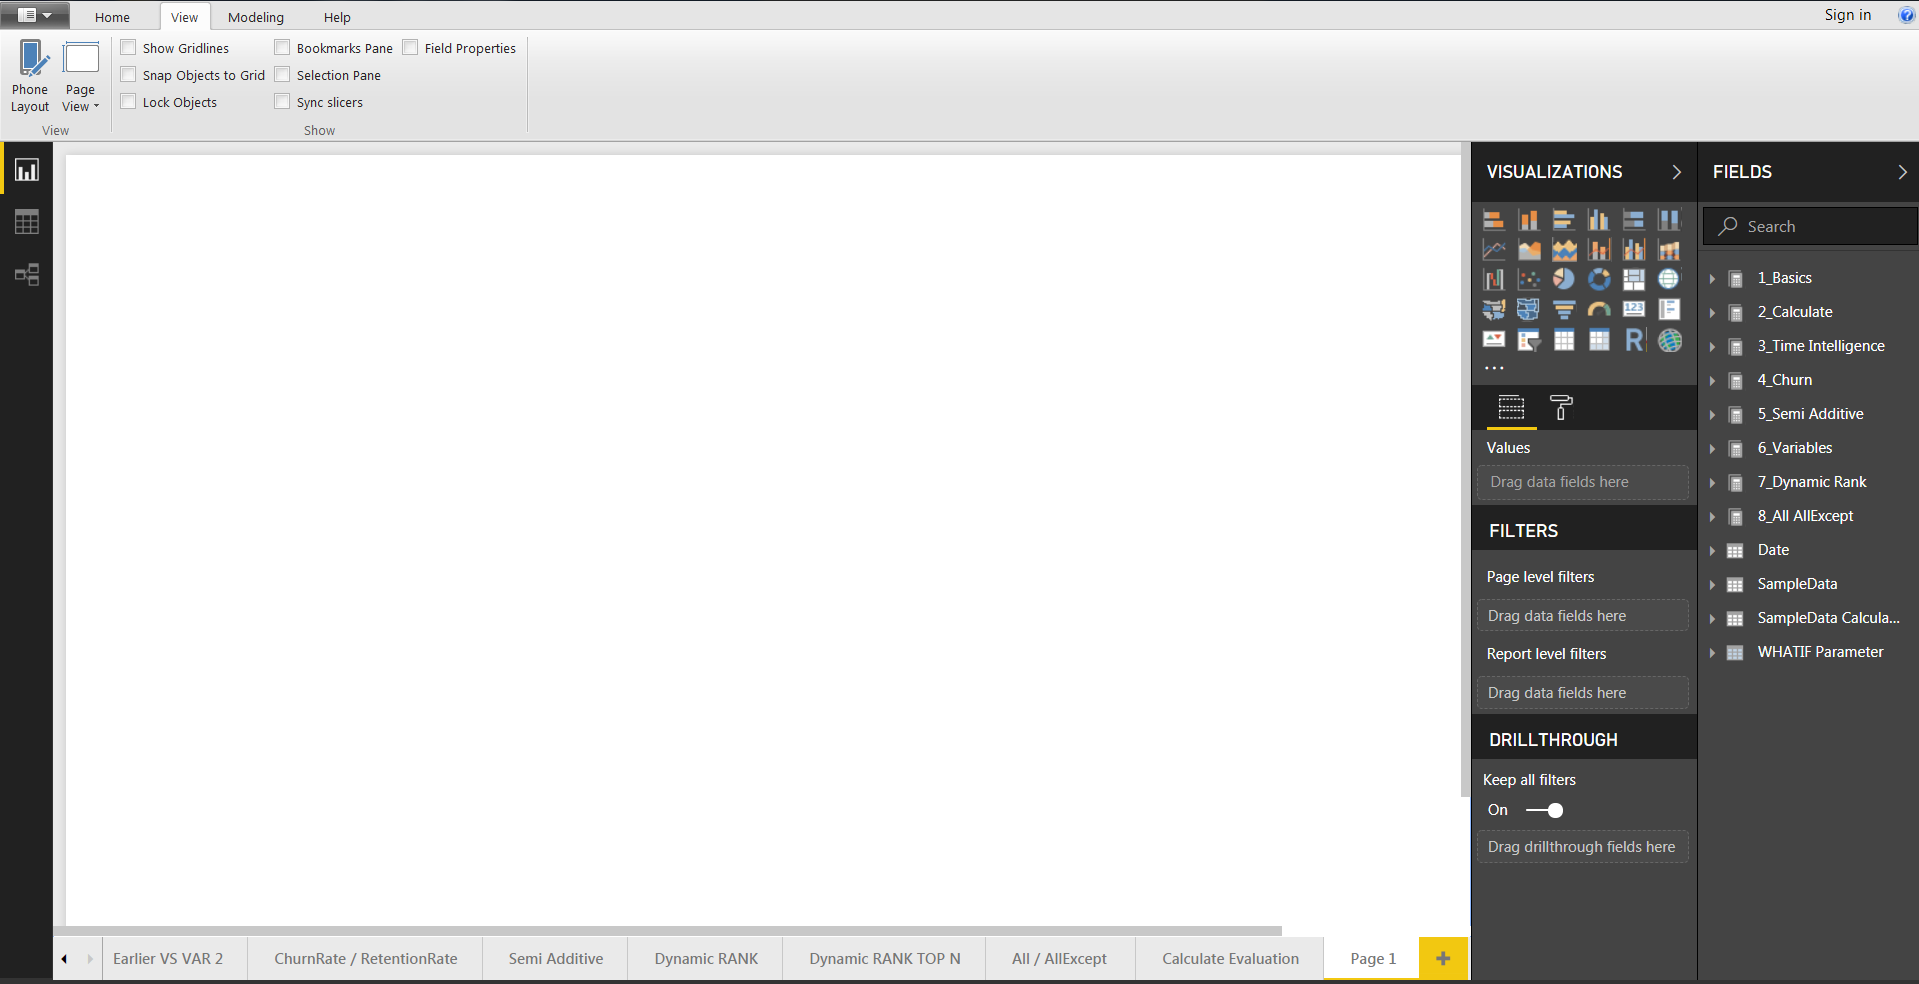 Home View Modeling Help Sign in ?
Show Gridlines Bookmarks Pane Field Properties
Snap Objects to Grid Selection Pane
Lock Objects Sync slicers
Phone Layout
Page View
View Show
VISUALIZATIONS
123
R
...
Values
Drag data fields here
FILTERS
Page level filters
Drag data fields here
Report level filters
Drag data fields here
DRILLTHROUGH
Keep all filters
On
Drag drillthrough fields here
FIELDS
Search
1_Basics
2_Calculate
3_Time Intelligence
4_Churn
5_Semi Additive
6_Variables
7_Dynamic Rank
8_All AllExcept
Date
SampleData
SampleData Calcula...
WHATIF Parameter
Earlier VS VAR 2 ChurnRate / RetentionRate Semi Additive Dynamic RANK Dynamic RANK TOP N All / AllExcept Calculate Evaluation Page 1